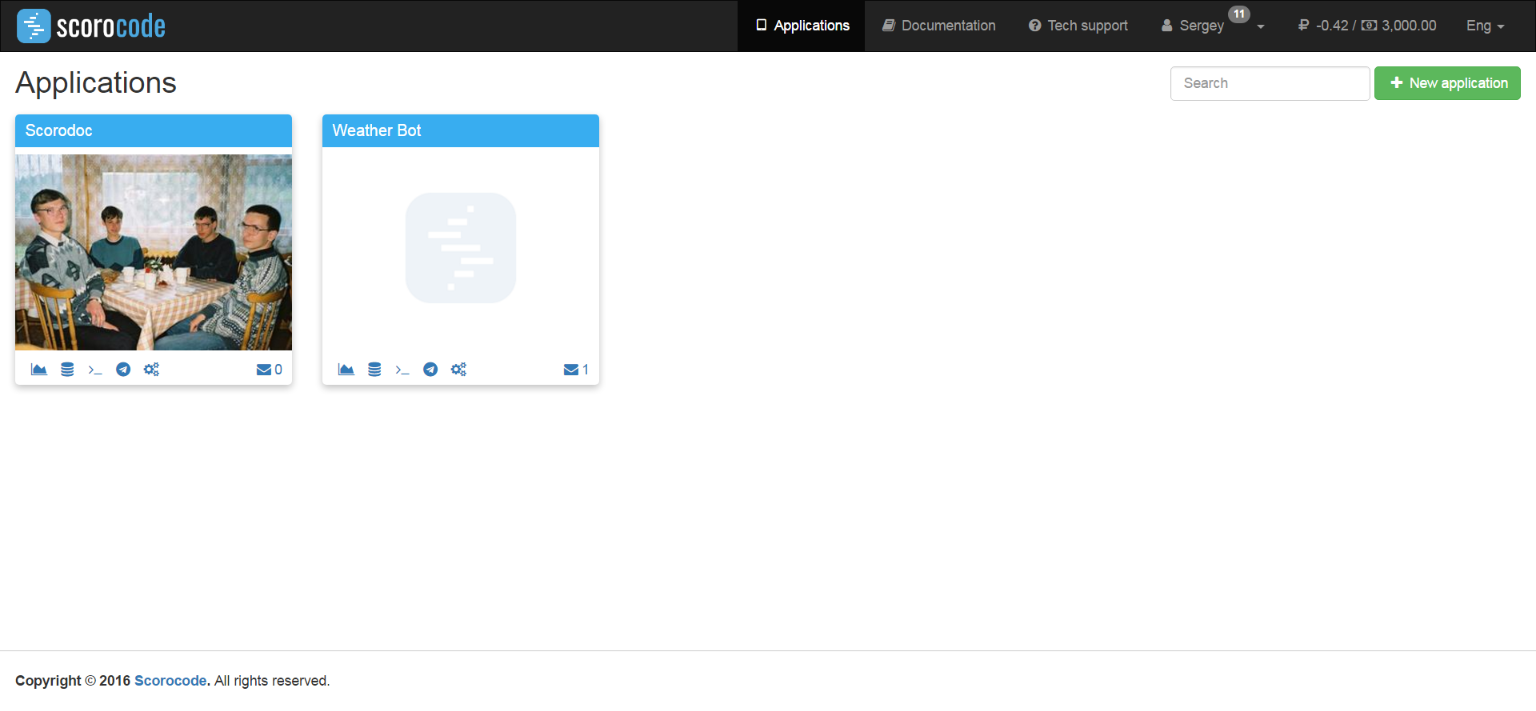 scorocode
Applications
Documentation
Tech support
Sergey 11
₽ -0.42 / 3,000.00
Eng
Applications
Search
New application
Scorodoc
Weather Bot
0
1
Copyright © 2016 Scorocode. All rights reserved.